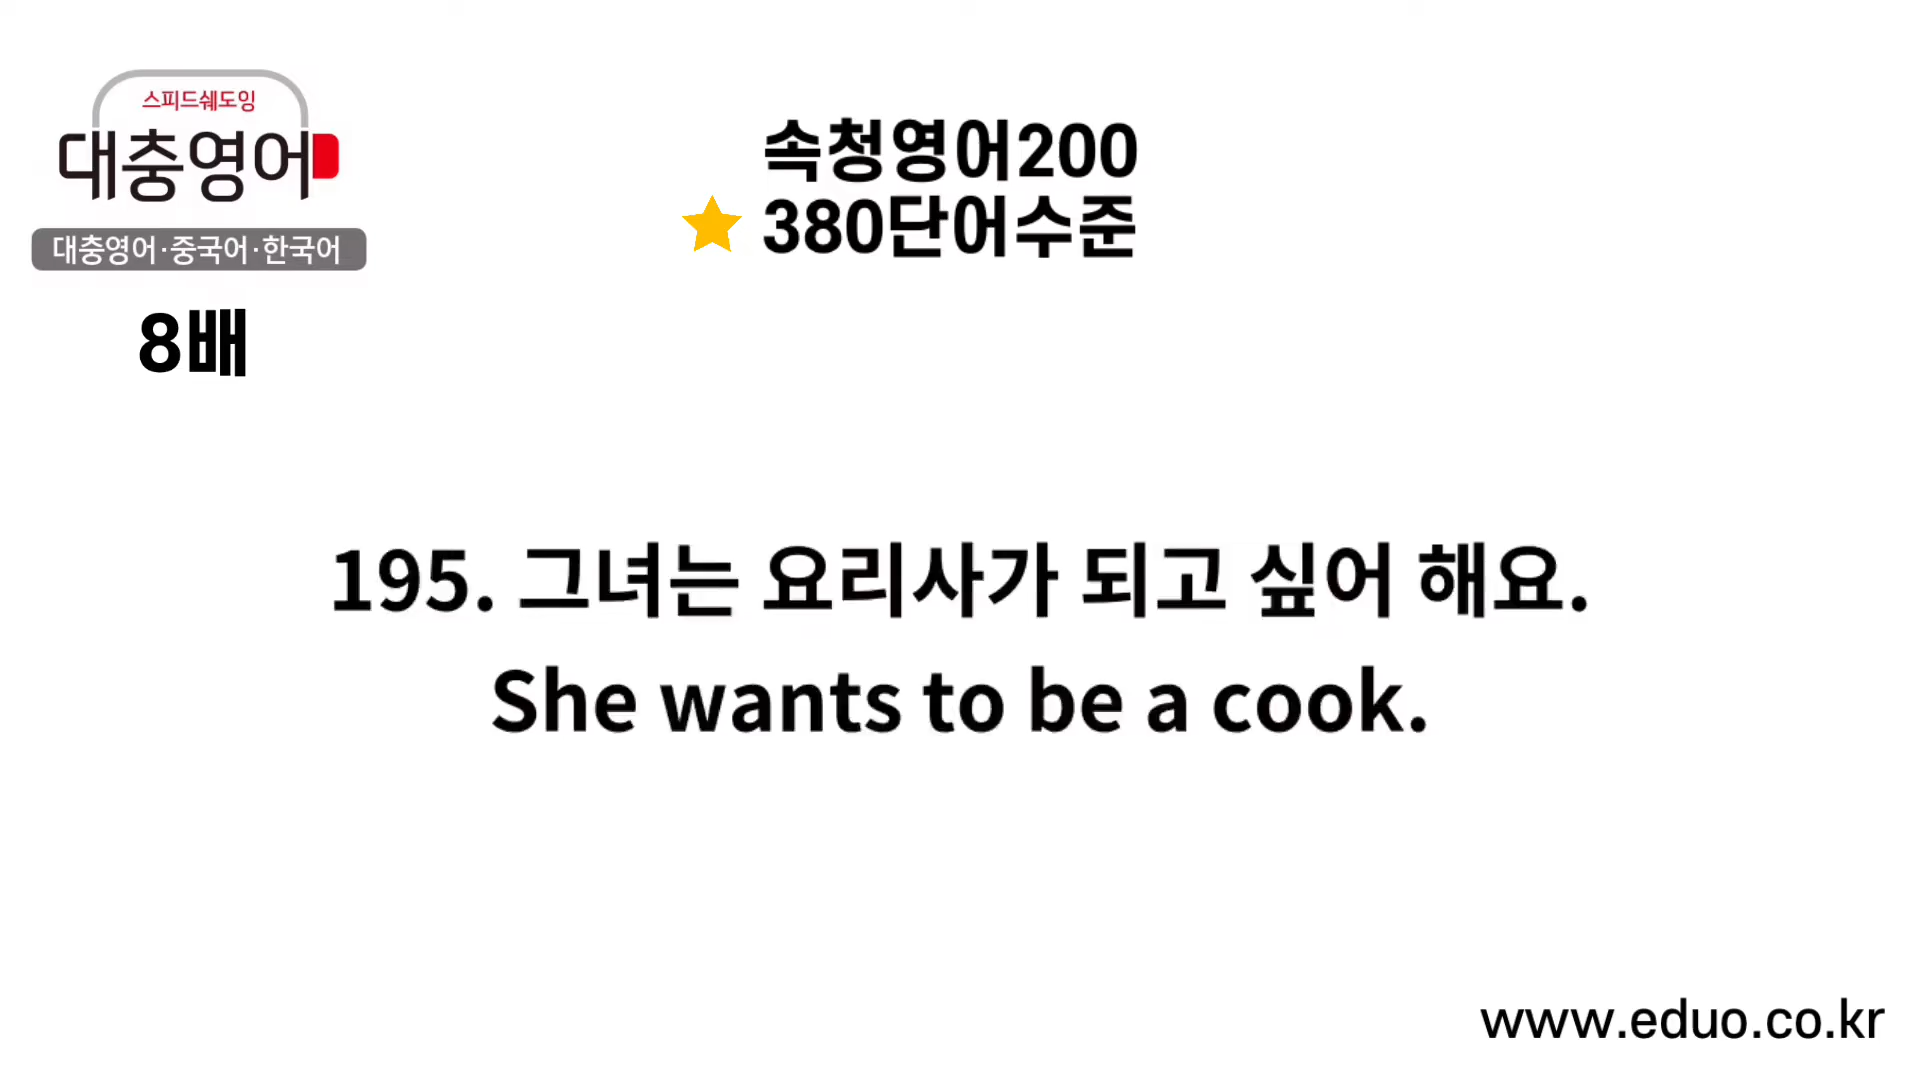 스피드쉐도잉
대충영어
대충영어·중국어·한국어
8배
속청영어200
380단어수준
195. 그녀는 요리사가 되고 싶어 해요.
She wants to be a cook.
www.eduo.co.kr